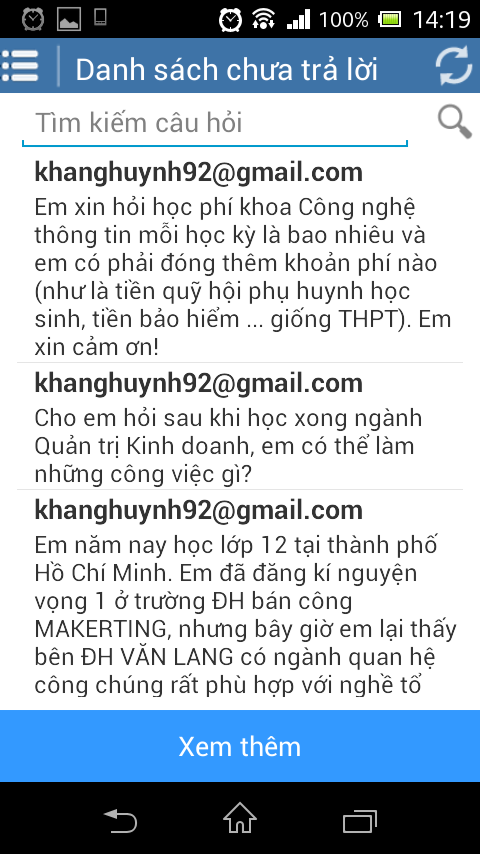 100% 14:19
Danh sách chưa trả lời
Tìm kiếm câu hỏi
khanghuynh92@gmail.com
Em xin hỏi học phí khoa Công nghệ
thông tin mỗi học kỳ là bao nhiêu và
em có phải đóng thêm khoản phí nào
(như là tiền quỹ hội phụ huynh học
sinh, tiền bảo hiểm ... giống THPT). Em
xin cảm ơn!
khanghuynh92@gmail.com
Cho em hỏi sau khi học xong ngành
Quản trị Kinh doanh, em có thể làm
những công việc gì?
khanghuynh92@gmail.com
Em năm nay học lớp 12 tại thành phố
Hồ Chí Minh. Em đã đăng kí nguyện
vọng 1 ở trường ĐH bán công
MAKERTING, nhưng bây giờ em lại thấy
bên ĐH VĂN LANG có ngành quan hệ
công chúng rất phù hợp với nghề tổ
Xem thêm